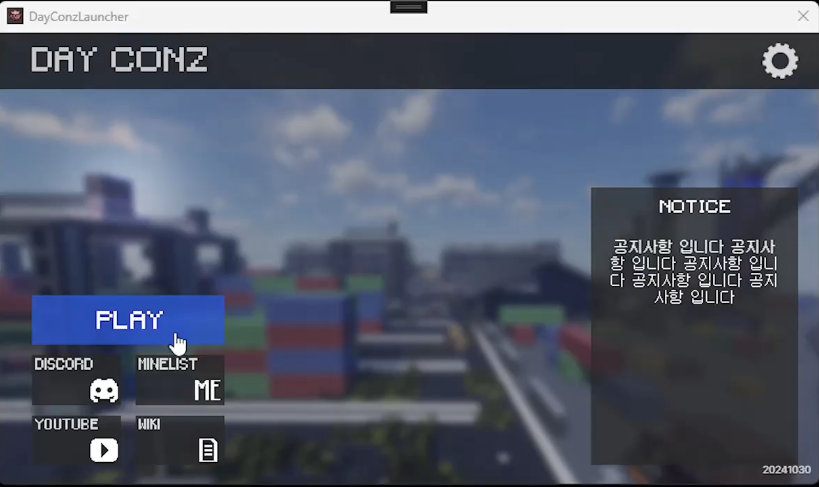 DayConzLauncher
DAY CONZ
NOTICE
공지사항 입니다 공지사
항 입니다 공지사항 입니
다 공지사항 입니다 공지
사항 입니다
PLAY
DISCORD
MINELIST
ME
YOUTUBE
WIKI
20241030